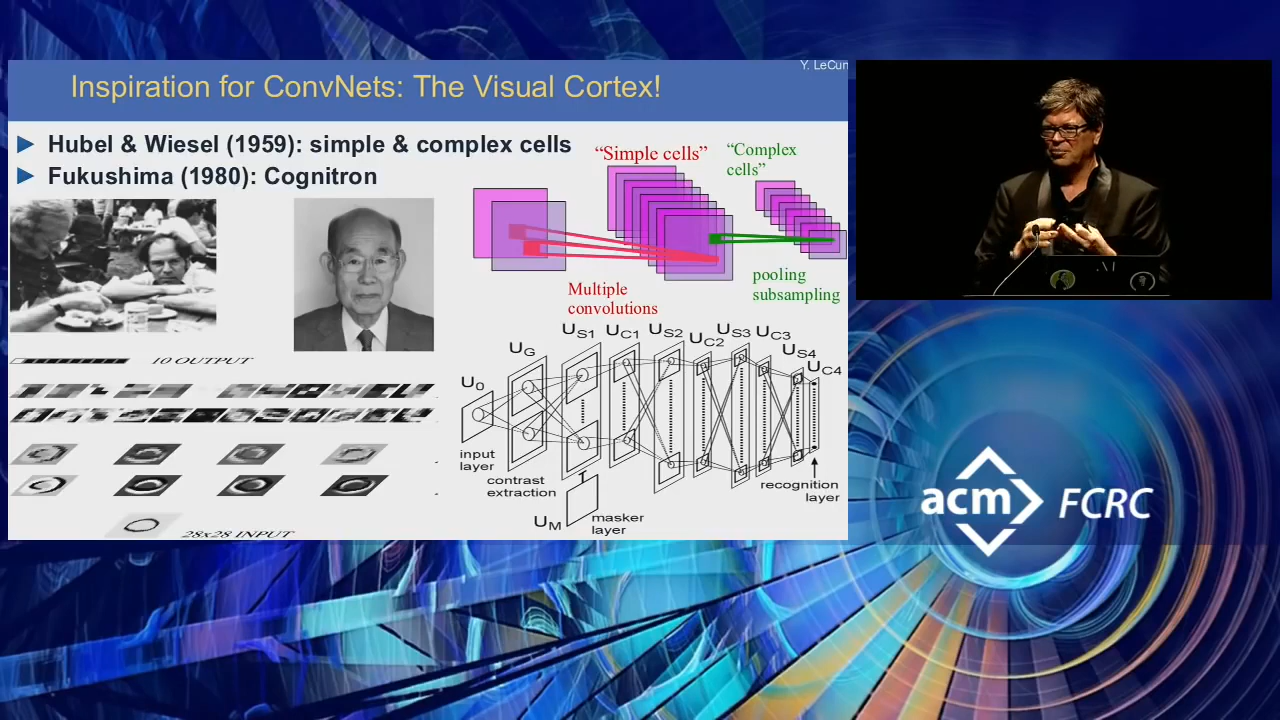 Y. LeCun
Inspiration for ConvNets: The Visual Cortex!
Hubel & Wiesel (1959): simple & complex cells
Fukushima (1980): Cognitron
“Simple cells”
“Complex
cells”
Multiple
convolutions
pooling
subsampling
10 OUTPUT
28x28 INPUT
U0
UG
US1
UC1
US2
UC2
US3
UC3
US4
UC4
input
layer
contrast
extraction
UM
masker
layer
recognition
layer
acm FCRC